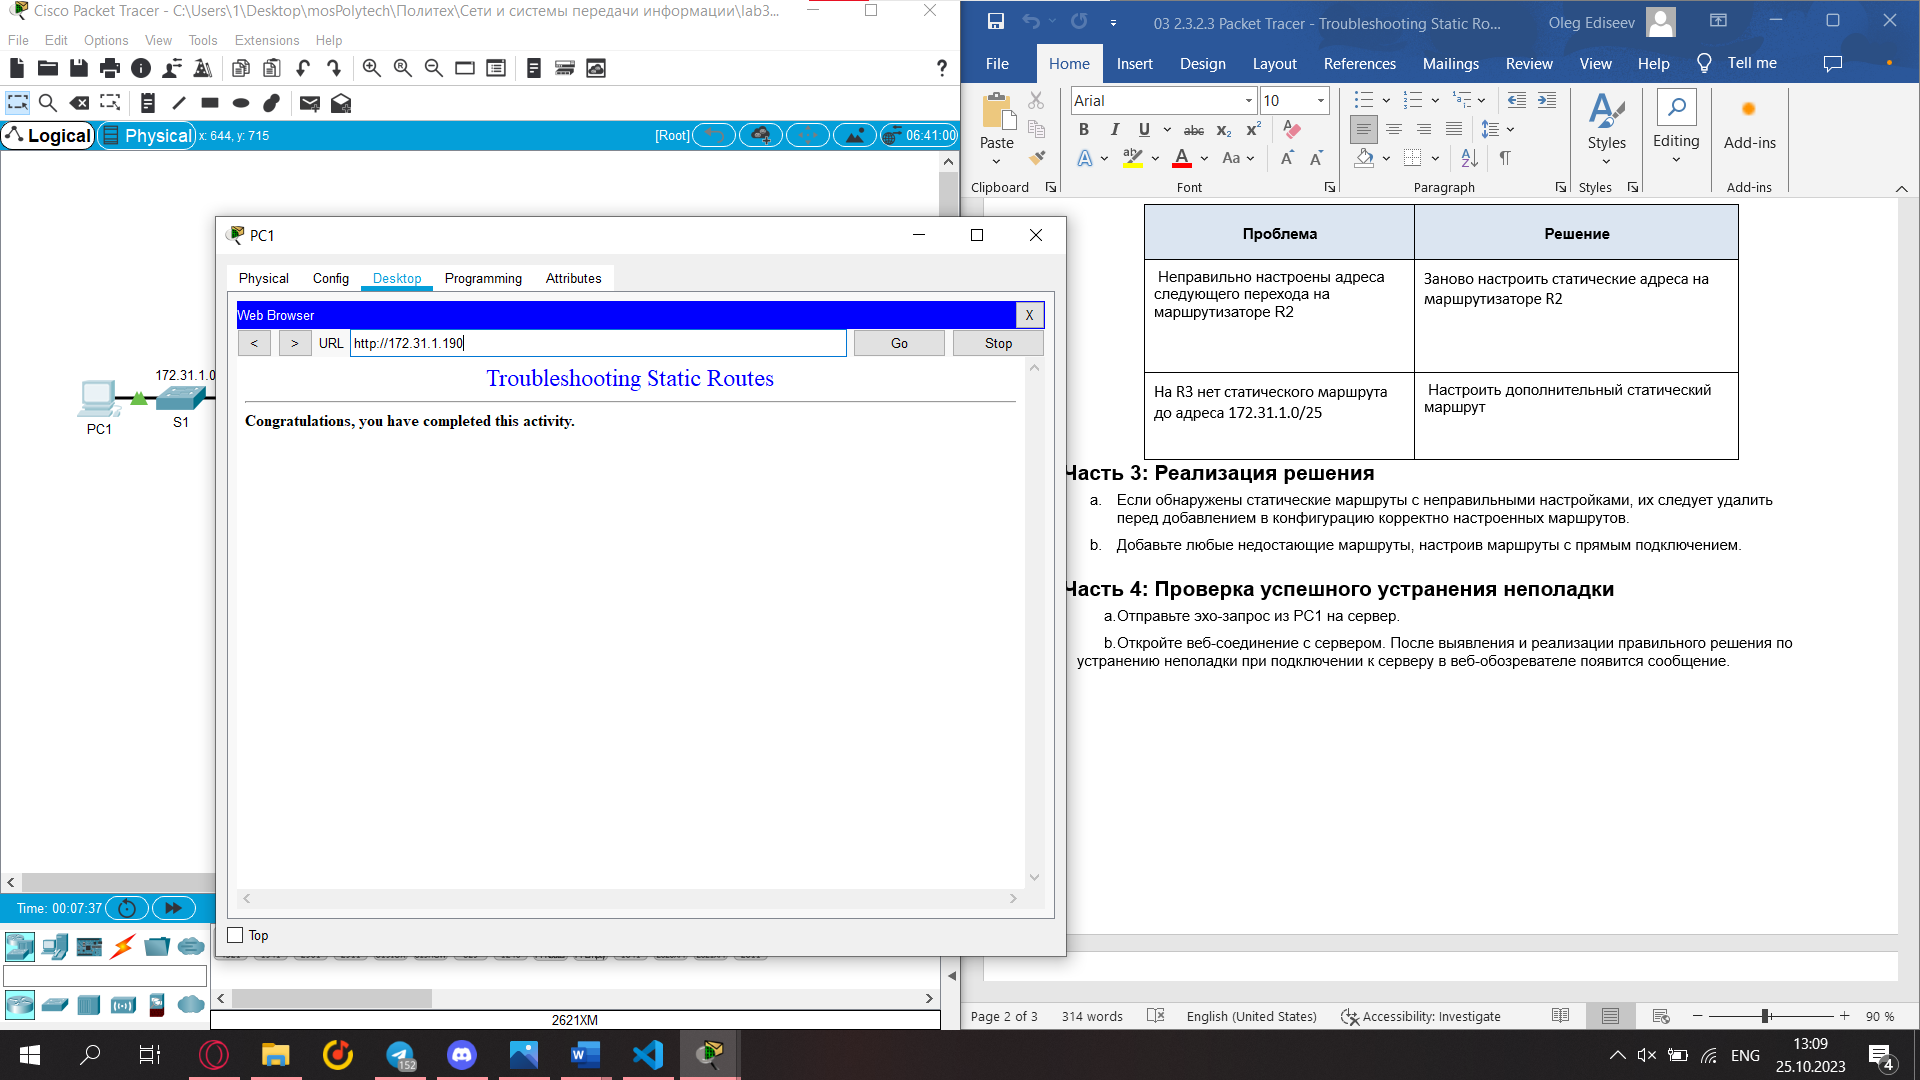 Cisco Packet Tracer - C:\Users\1\Desktop\mosPolytech\Политех\Сети и системы передачи информации\lab3...
File Edit Options View Tools Extensions Help
Logical Physical x: 644, y: 715 [Root] 06:41:00
172.31.1.0
PC1
S1
Time: 00:07:37
2621XM
PC1
Physical Config Desktop Programming Attributes
Web Browser X
< > URL http://172.31.1.190 Go Stop
Troubleshooting Static Routes
Congratulations, you have completed this activity.
Top
03 2.3.2.3 Packet Tracer - Troubleshooting Static Ro... Oleg Ediseev
File Home Insert Design Layout References Mailings Review View Help Tell me
Paste
Arial 10
Styles Editing Add-ins
Clipboard Font Paragraph Styles Add-ins
Проблема Решение
Неправильно настроены адреса следующего перехода на маршрутизаторе R2
Заново настроить статические адреса на маршрутизаторе R2
На R3 нет статического маршрута до адреса 172.31.1.0/25
Настроить дополнительный статический маршрут
Часть 3: Реализация решения
a. Если обнаружены статические маршруты с неправильными настройками, их следует удалить
перед добавлением в конфигурацию корректно настроенных маршрутов.
b. Добавьте любые недостающие маршруты, настроив маршруты с прямым подключением.
Часть 4: Проверка успешного устранения неполадки
a.Отправьте эхо-запрос из PC1 на сервер.
b.Откройте веб-соединение с сервером. После выявления и реализации правильного решения по
устранению неполадки при подключении к серверу в веб-обозревателе появится сообщение.
Page 2 of 3 314 words English (United States) Accessibility: Investigate 90 %
152
ENG
13:09
25.10.2023
4